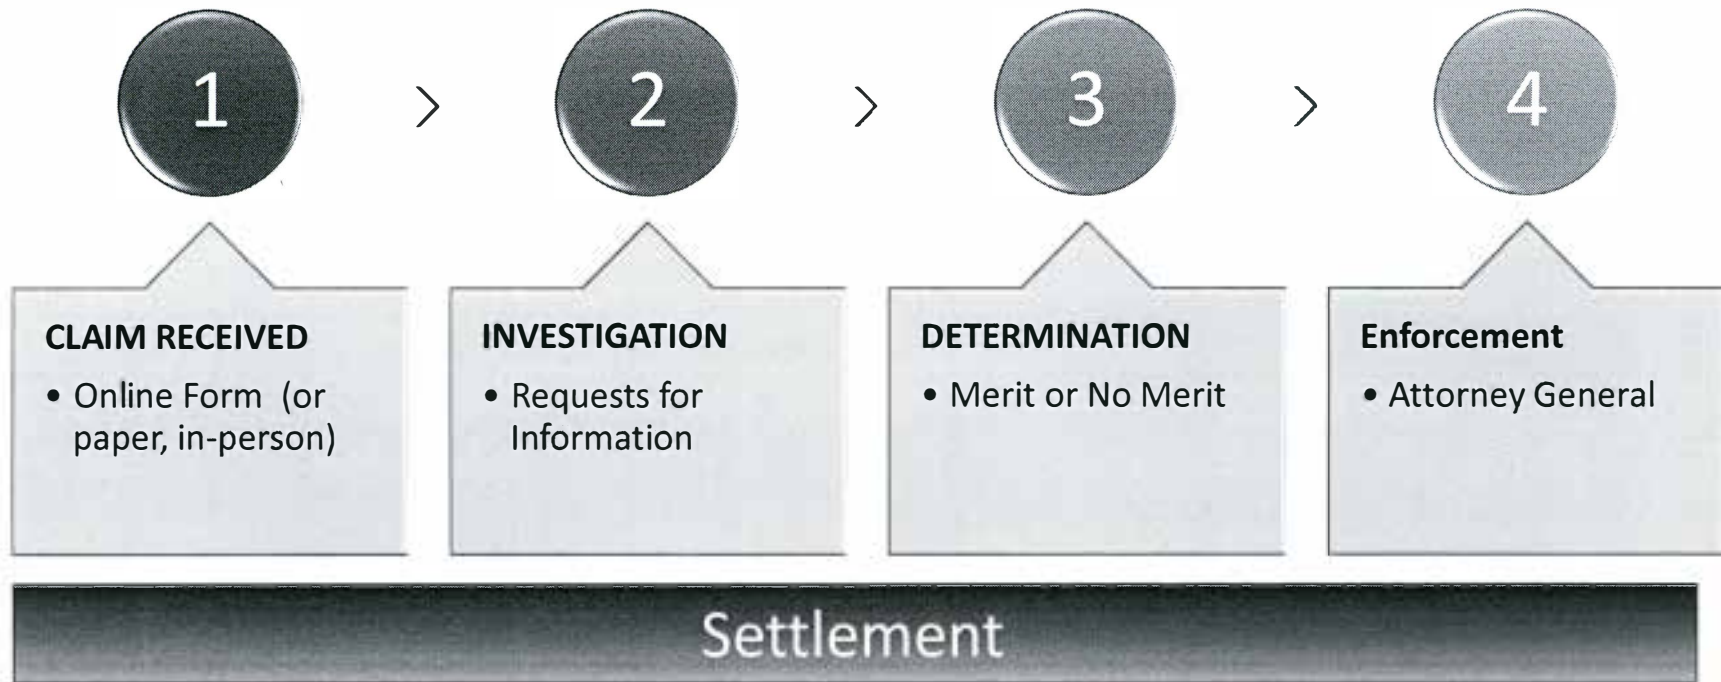 1 > 2 > 3 > 4
CLAIM RECEIVED
• Online Form (or
paper, in-person)
INVESTIGATION
• Requests for
Information
DETERMINATION
• Merit or No Merit
Enforcement
• Attorney General
Settlement